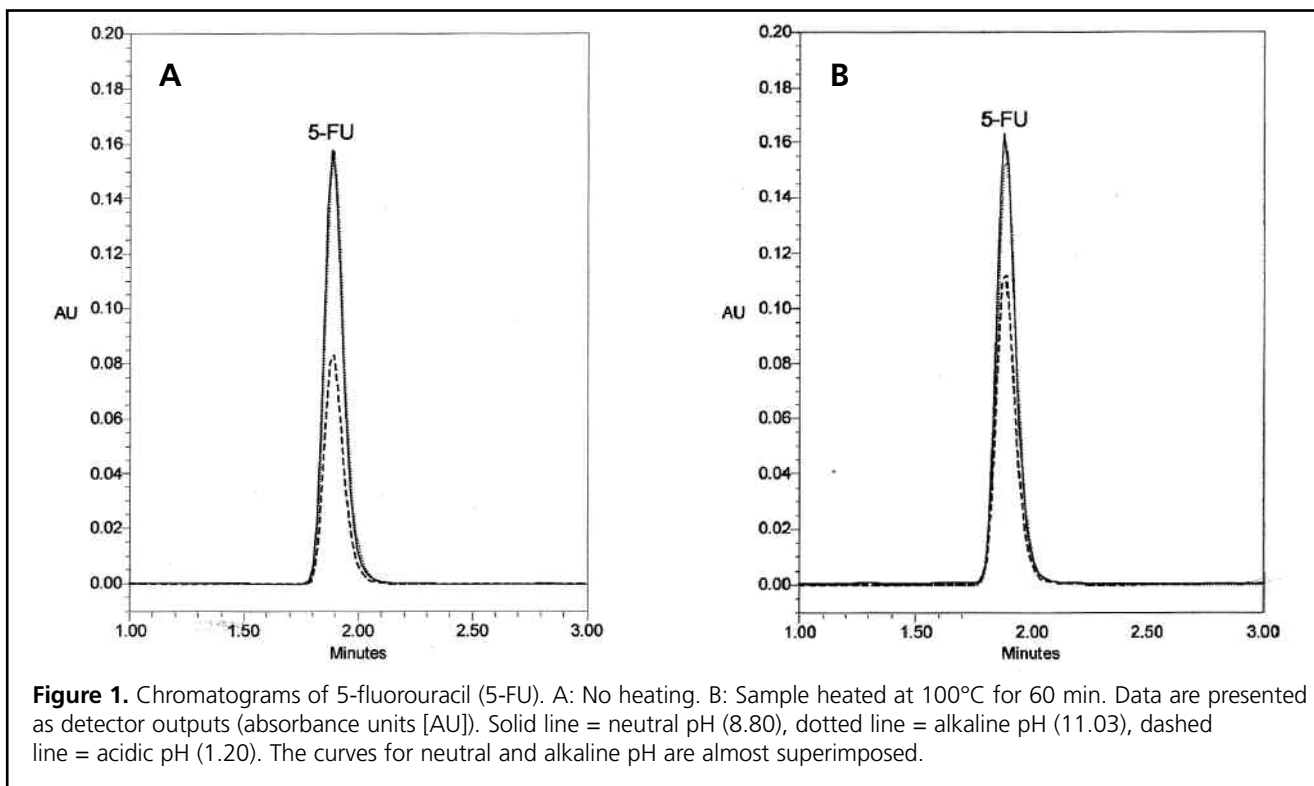 A
5-FU
0.20
0.18
0.16
0.14
0.12
0.10
AU
0.08
0.06
0.04
0.02
0.00
1.00 1.50 2.00 2.50 3.00
Minutes
B
5-FU
0.20
0.18
0.16
0.14
0.12
0.10
AU
0.08
0.06
0.04
0.02
0.00
1.00 1.50 2.00 2.50 3.00
Minutes
Figure 1. Chromatograms of 5-fluorouracil (5-FU). A: No heating. B: Sample heated at 100°C for 60 min. Data are presented
as detector outputs (absorbance units [AU]). Solid line = neutral pH (8.80), dotted line = alkaline pH (11.03), dashed
line = acidic pH (1.20). The curves for neutral and alkaline pH are almost superimposed.